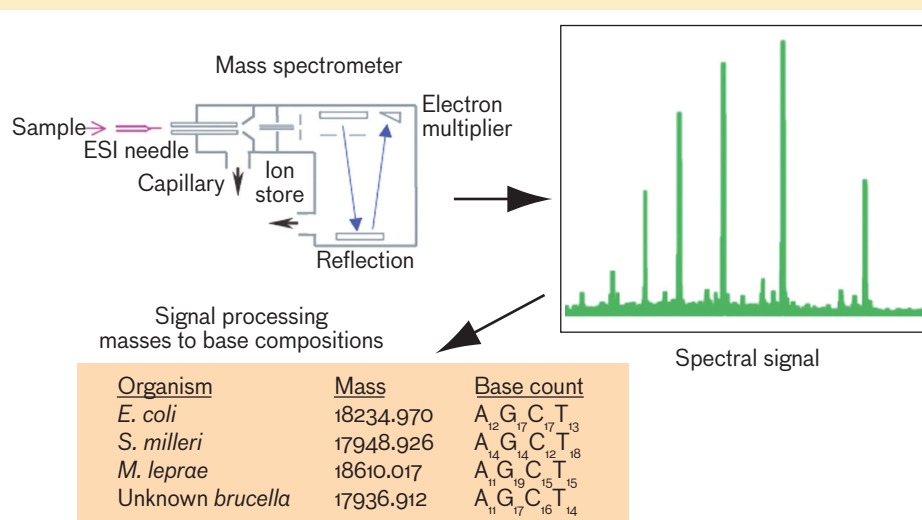 Mass spectrometer
Sample
ESI needle
Capillary
Ion
store
Electron
multiplier
Reflection
Spectral signal
Signal processing
masses to base compositions
Organism Mass Base count
E. coli 18234.970 A₁₂G₁₇C₁₇T₁₃
S. milleri 17948.926 A₁₄G₁₄C₁₂T₁₈
M. leprae 18610.017 A₁₁G₁₉C₁₅T₁₅
Unknown brucella 17936.912 A₁₁G₁₇C₁₆T₁₄